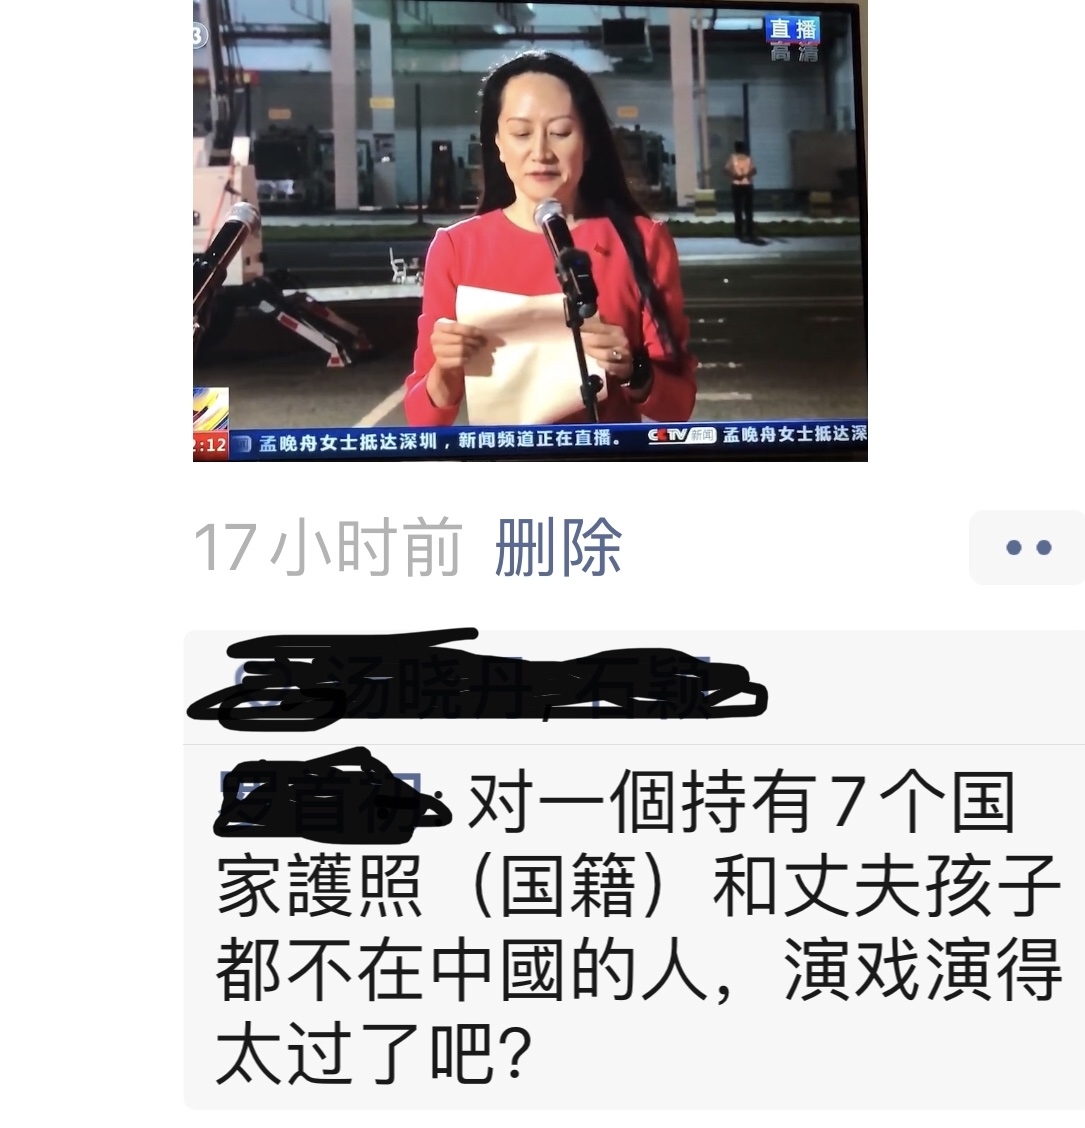 直播
高清
:12 孟晚舟女士抵达深圳，新闻频道正在直播。 CCTV新闻 孟晚舟女士抵达深
17小时前 删除
: 对一個持有7个国
家護照（国籍）和丈夫孩子
都不在中國的人，演戏演得
太过了吧?